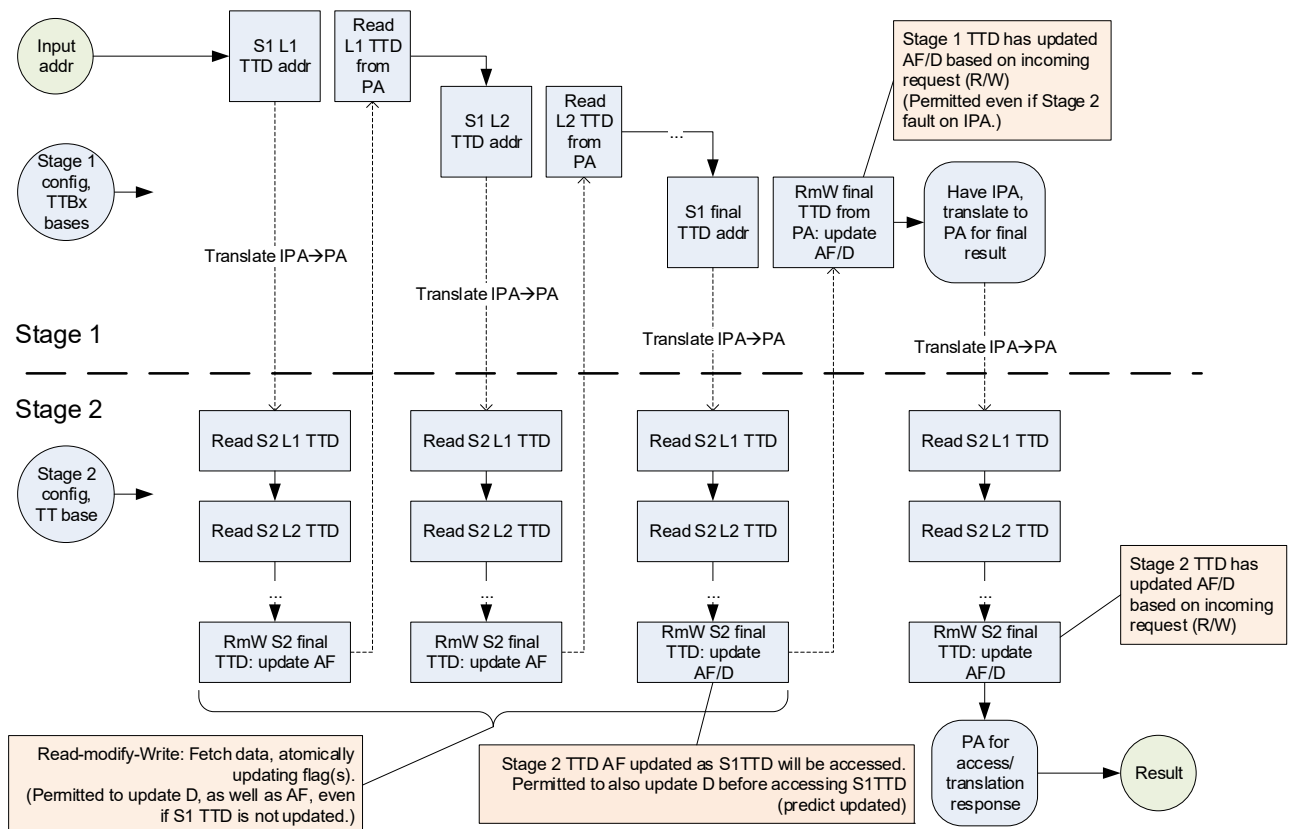 Input
addr
S1 L1
TTD addr
Read
L1 TTD
from
PA
S1 L2
TTD addr
Read
L2 TTD
from
PA
...
S1 final
TTD addr
RmW final
TTD from
PA: update
AF/D
Have IPA,
translate to
PA for final
result
Stage 1 TTD has updated
AF/D based on incoming
request (R/W)
(Permitted even if Stage 2
fault on IPA.)
Stage 1
config,
TTBx
bases
Translate IPA→PA
Translate IPA→PA
Translate IPA→PA
Translate IPA→PA
Stage 1
Stage 2
Stage 2
config,
TT base
Read S2 L1 TTD
Read S2 L2 TTD
...
RmW S2 final
TTD: update AF
Read S2 L1 TTD
Read S2 L2 TTD
...
RmW S2 final
TTD: update AF
Read S2 L1 TTD
Read S2 L2 TTD
...
RmW S2 final
TTD: update
AF/D
Read S2 L1 TTD
Read S2 L2 TTD
...
RmW S2 final
TTD: update
AF/D
Stage 2 TTD has
updated AF/D
based on incoming
request (R/W)
Read-modify-Write: Fetch data, atomically
updating flag(s).
(Permitted to update D, as well as AF, even
if S1 TTD is not updated.)
Stage 2 TTD AF updated as S1TTD will be accessed.
Permitted to also update D before accessing S1TTD
(predict updated)
PA for
access/
translation
response
Result